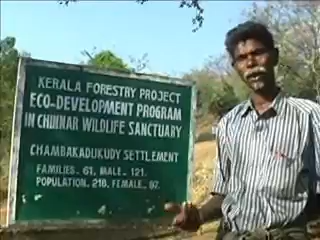 KERALA FORESTRY PROJECT
ECO-DEVELOPMENT PROGRAM
IN CHINNAR WILDLIFE SANCTUARY
CHAMBAKADUKUDY SETTLEMENT
FAMILIES. 61, MALE. 121.
POPULATION. 218, FEMALE. 97.